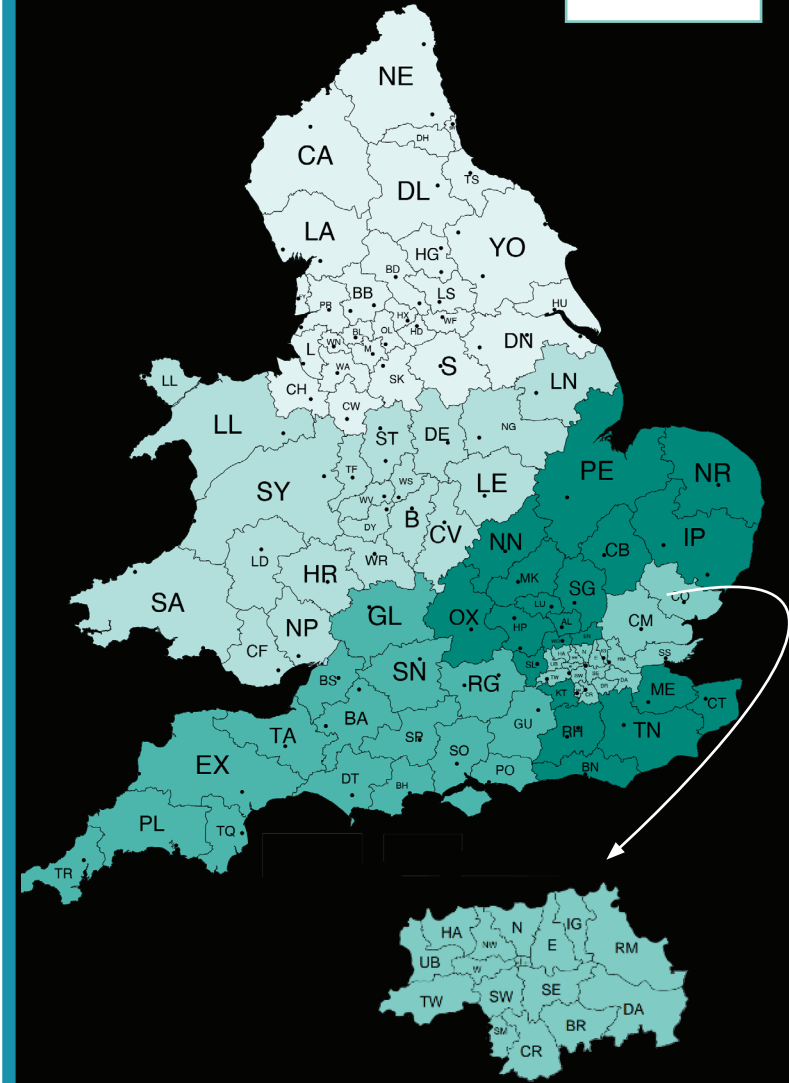 NE
CA
DH
DL
TS
LA
HG
YO
BD
BB
LS
PR
HX
WF
HU
BL
OL
HD
L
WN
M
DN
WA
S
SK
LL
CH
CW
LN
LL
ST
DE
NG
PE
NR
TF
WS
LE
SY
WV
B
DY
CV
NN
IP
LD
CB
WR
HR
MK
SG
CO
SA
LU
GL
OX
AL
CM
NP
HP
CF
SS
SL
SN
BS
RG
KT
ME
CT
BA
GU
TA
SP
RH
TN
SO
EX
PO
BN
DT
BH
PL
TQ
TR
HA
N
IG
NW
E
RM
UB
W
SE
SW
TW
DA
SM
BR
CR